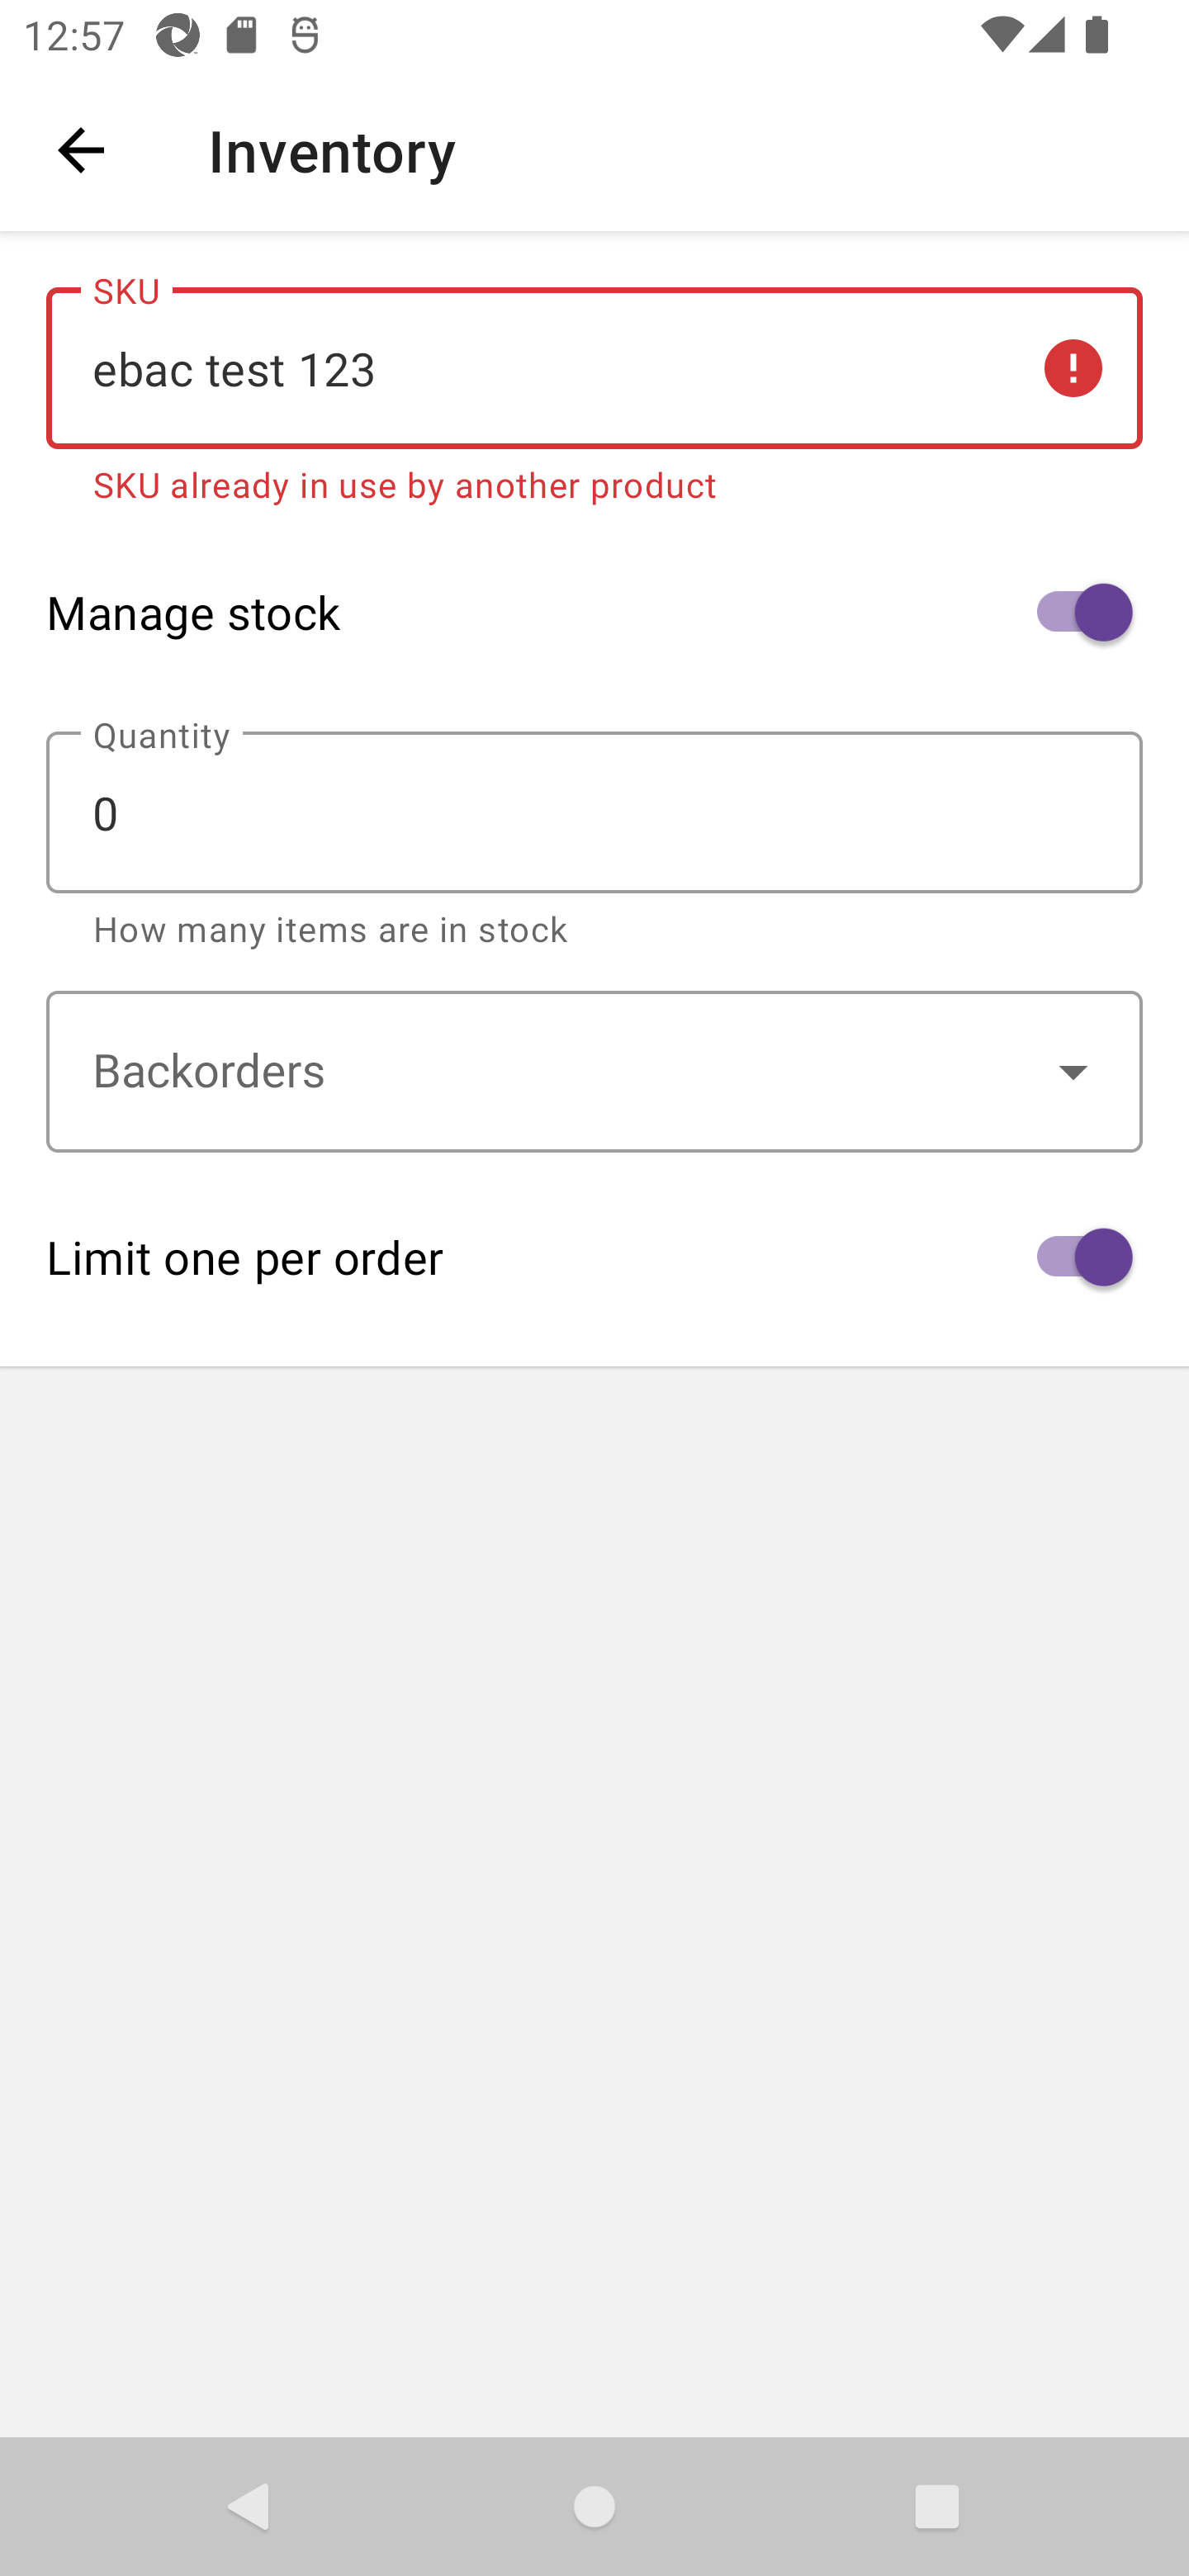 12:57
Inventory
SKU
ebac test 123
SKU already in use by another product
Manage stock
Quantity
0
How many items are in stock
Backorders
Limit one per order